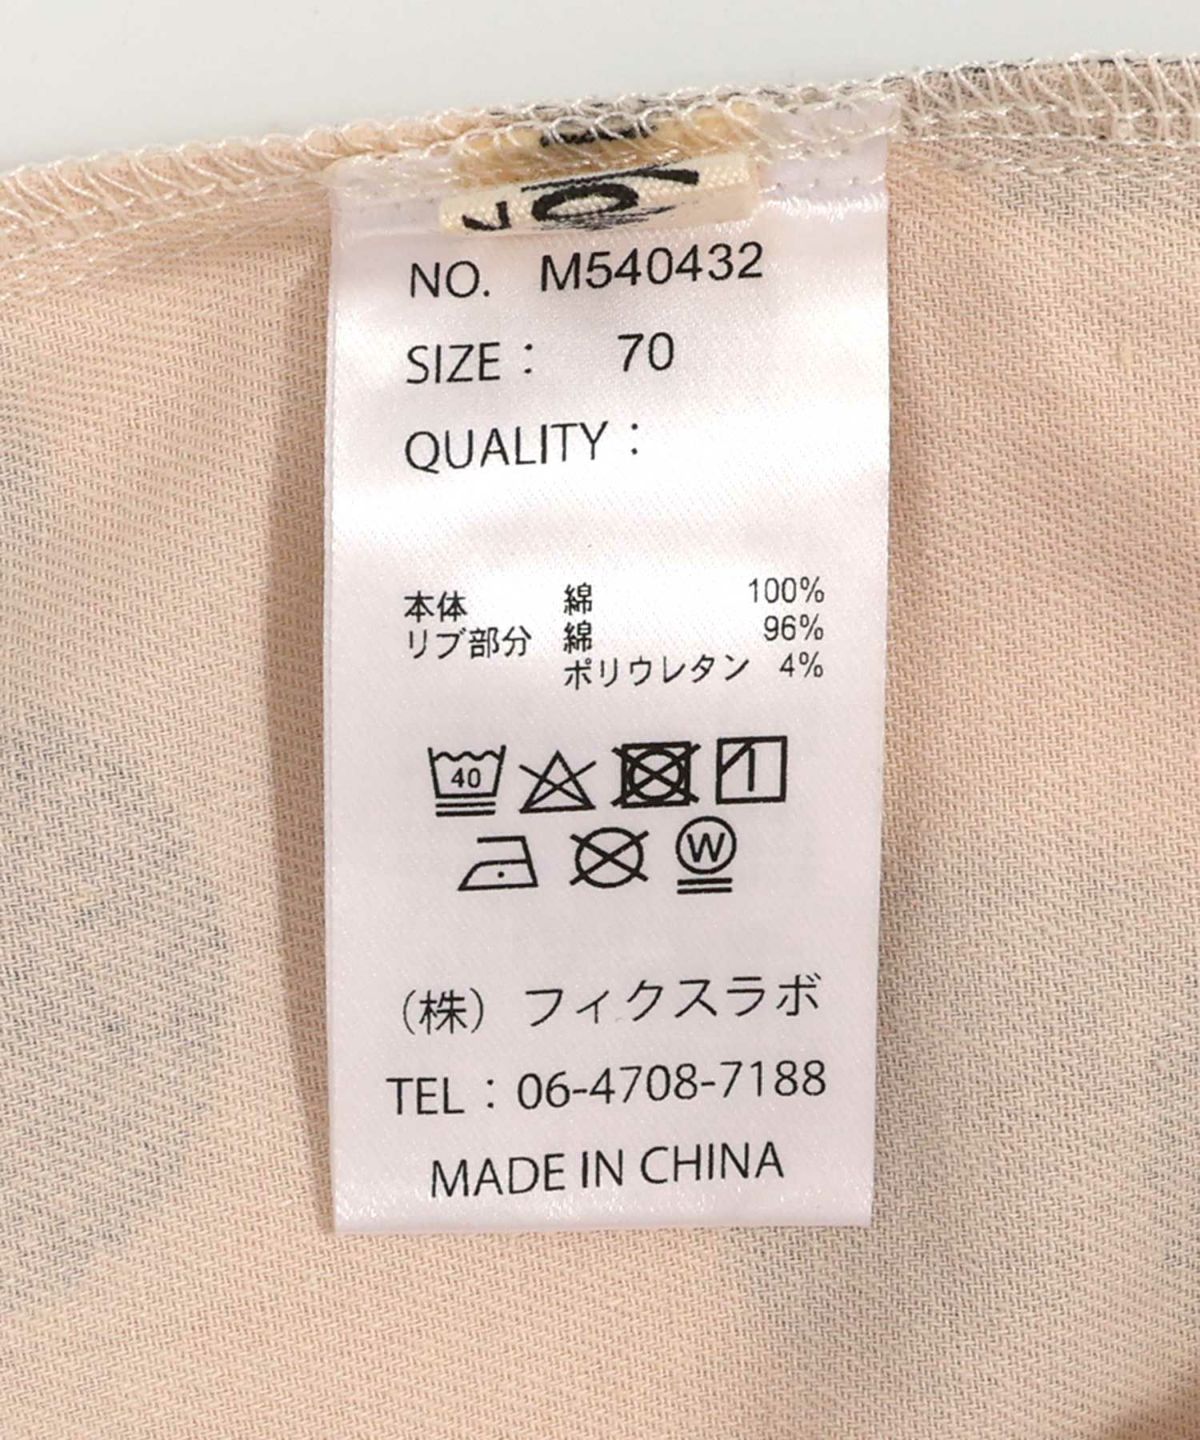 NO. M540432
SIZE： 70
QUALITY：
本体 綿 100%
リブ部分 綿 96%
ポリウレタン 4%
40
W
（株）フィクスラボ
TEL：06-4708-7188
MADE IN CHINA